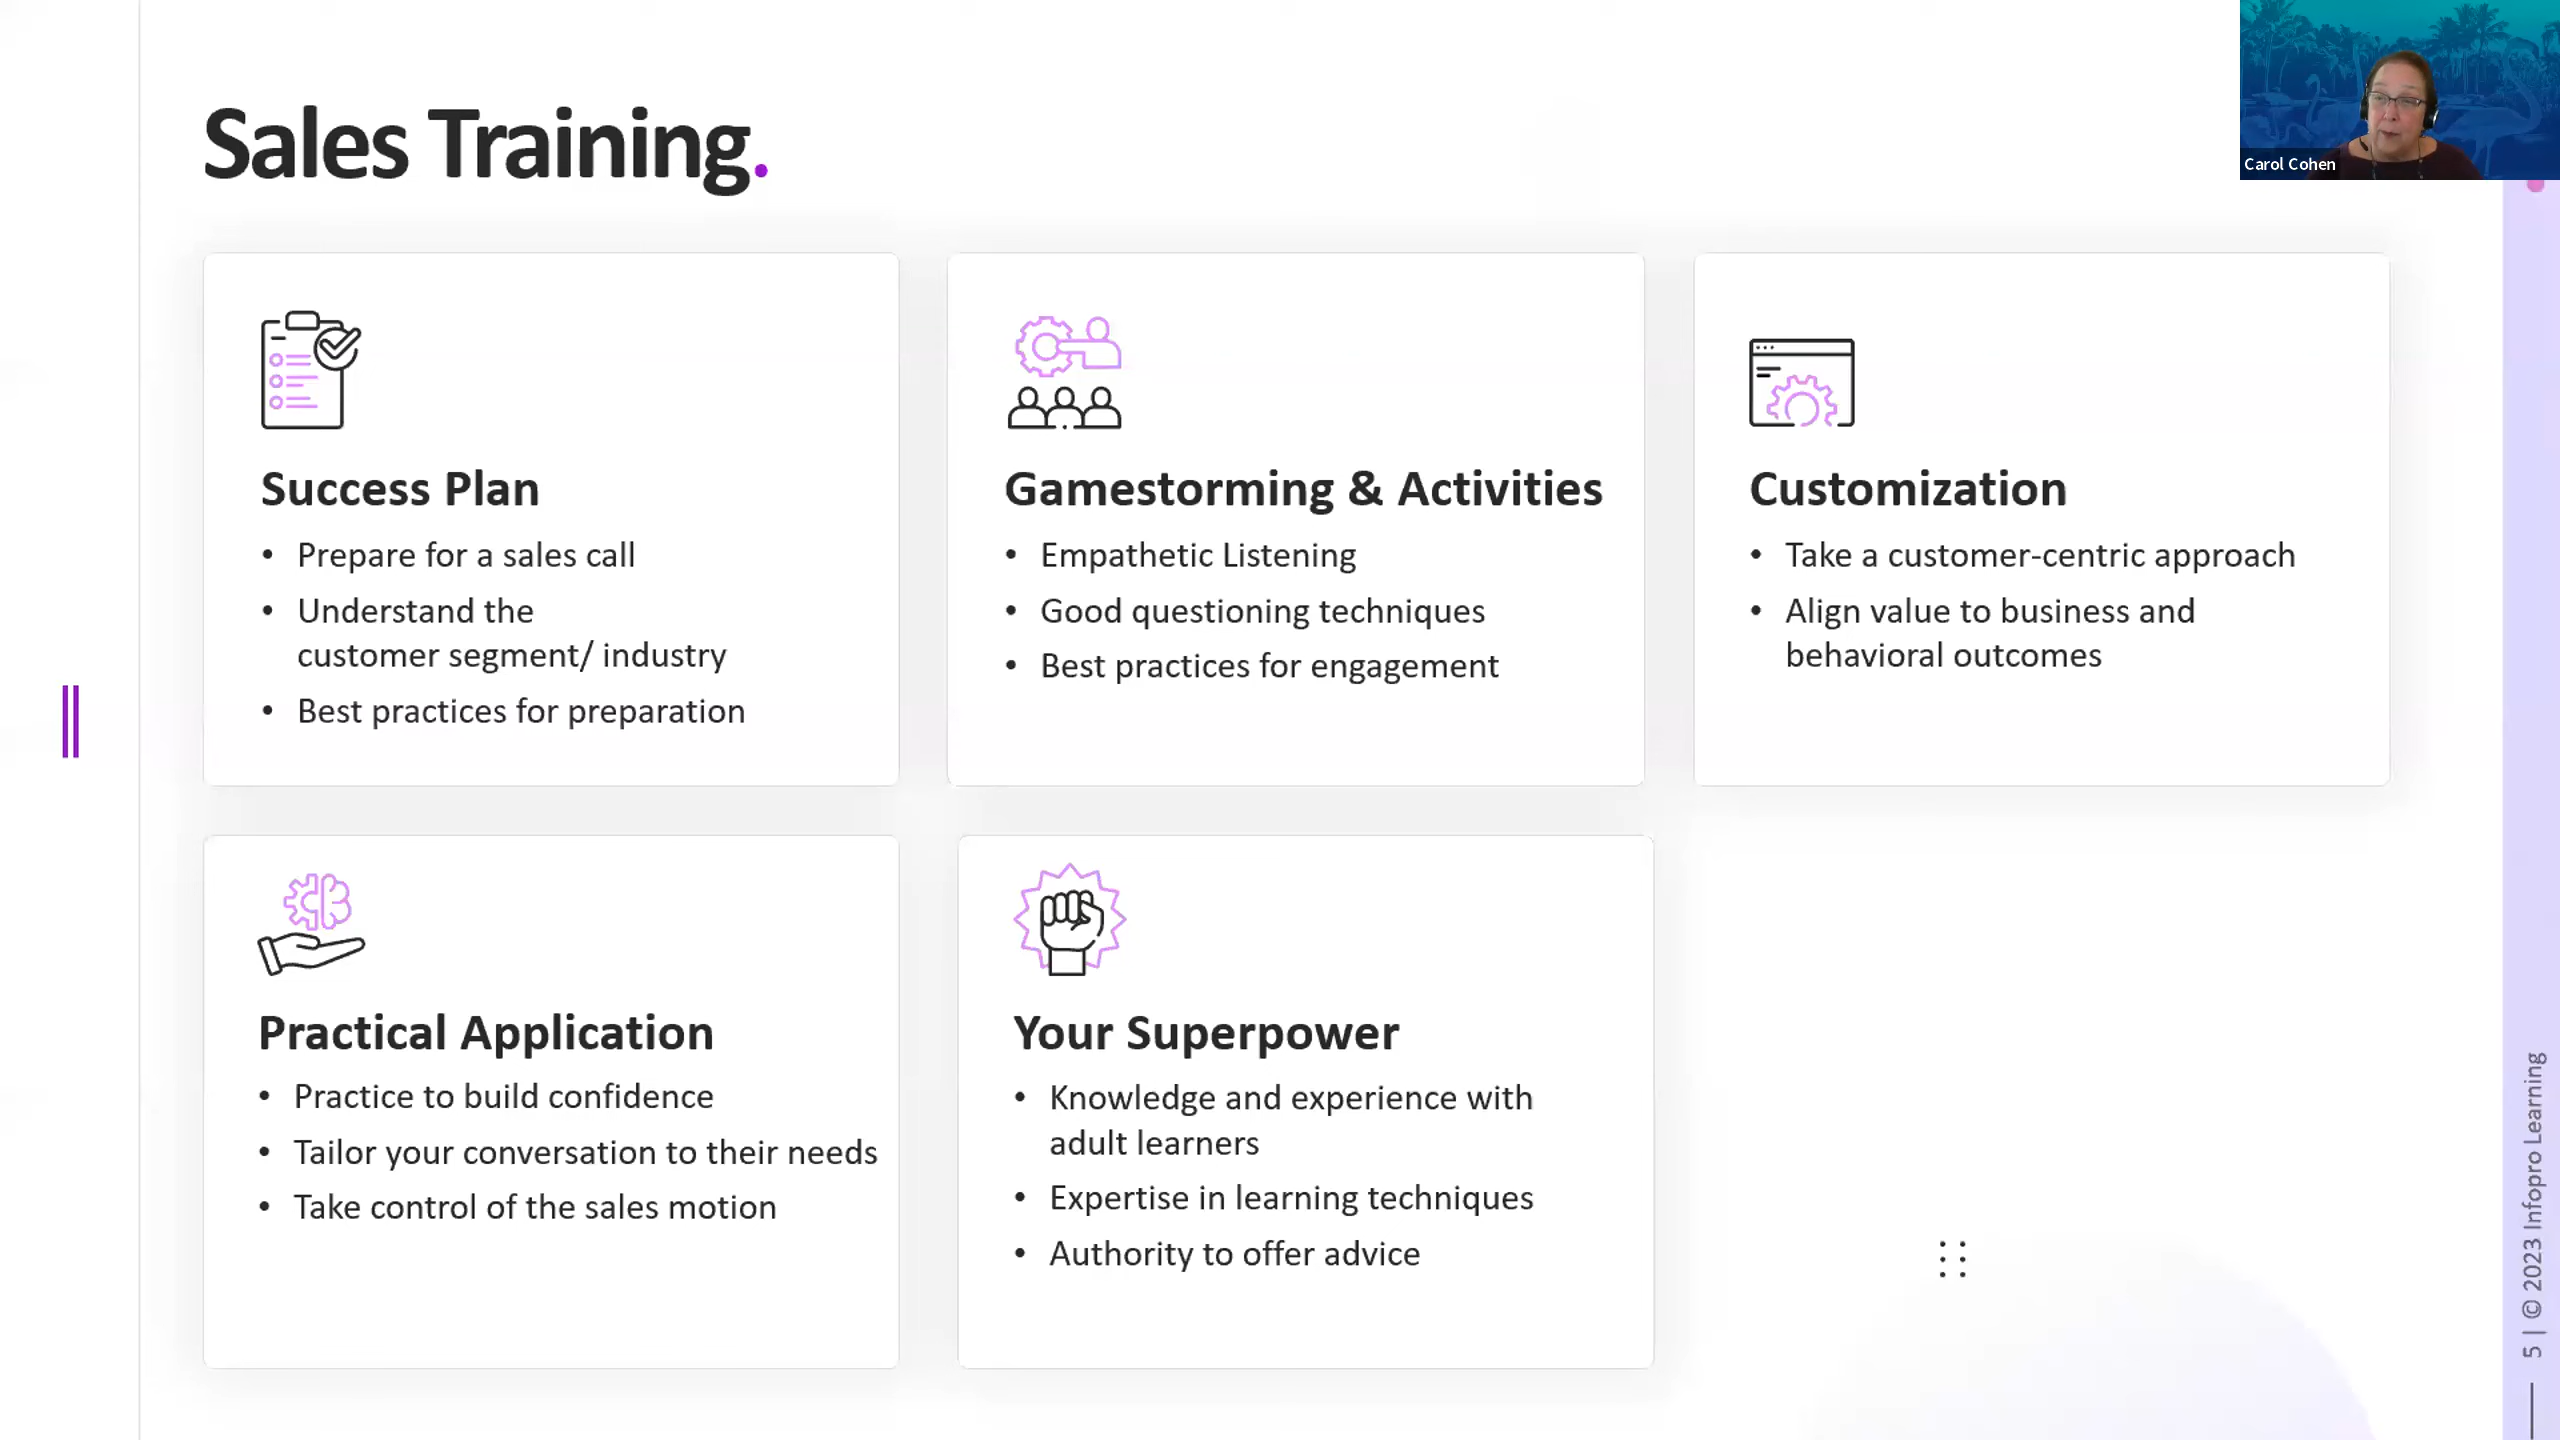 Sales Training.
Carol Cohen
Success Plan
• Prepare for a sales call
• Understand the
customer segment/ industry
• Best practices for preparation
Gamestorming & Activities
• Empathetic Listening
• Good questioning techniques
• Best practices for engagement
Customization
• Take a customer-centric approach
• Align value to business and
behavioral outcomes
Practical Application
• Practice to build confidence
• Tailor your conversation to their needs
• Take control of the sales motion
Your Superpower
• Knowledge and experience with
adult learners
• Expertise in learning techniques
• Authority to offer advice
5 | © 2023 Infopro Learning